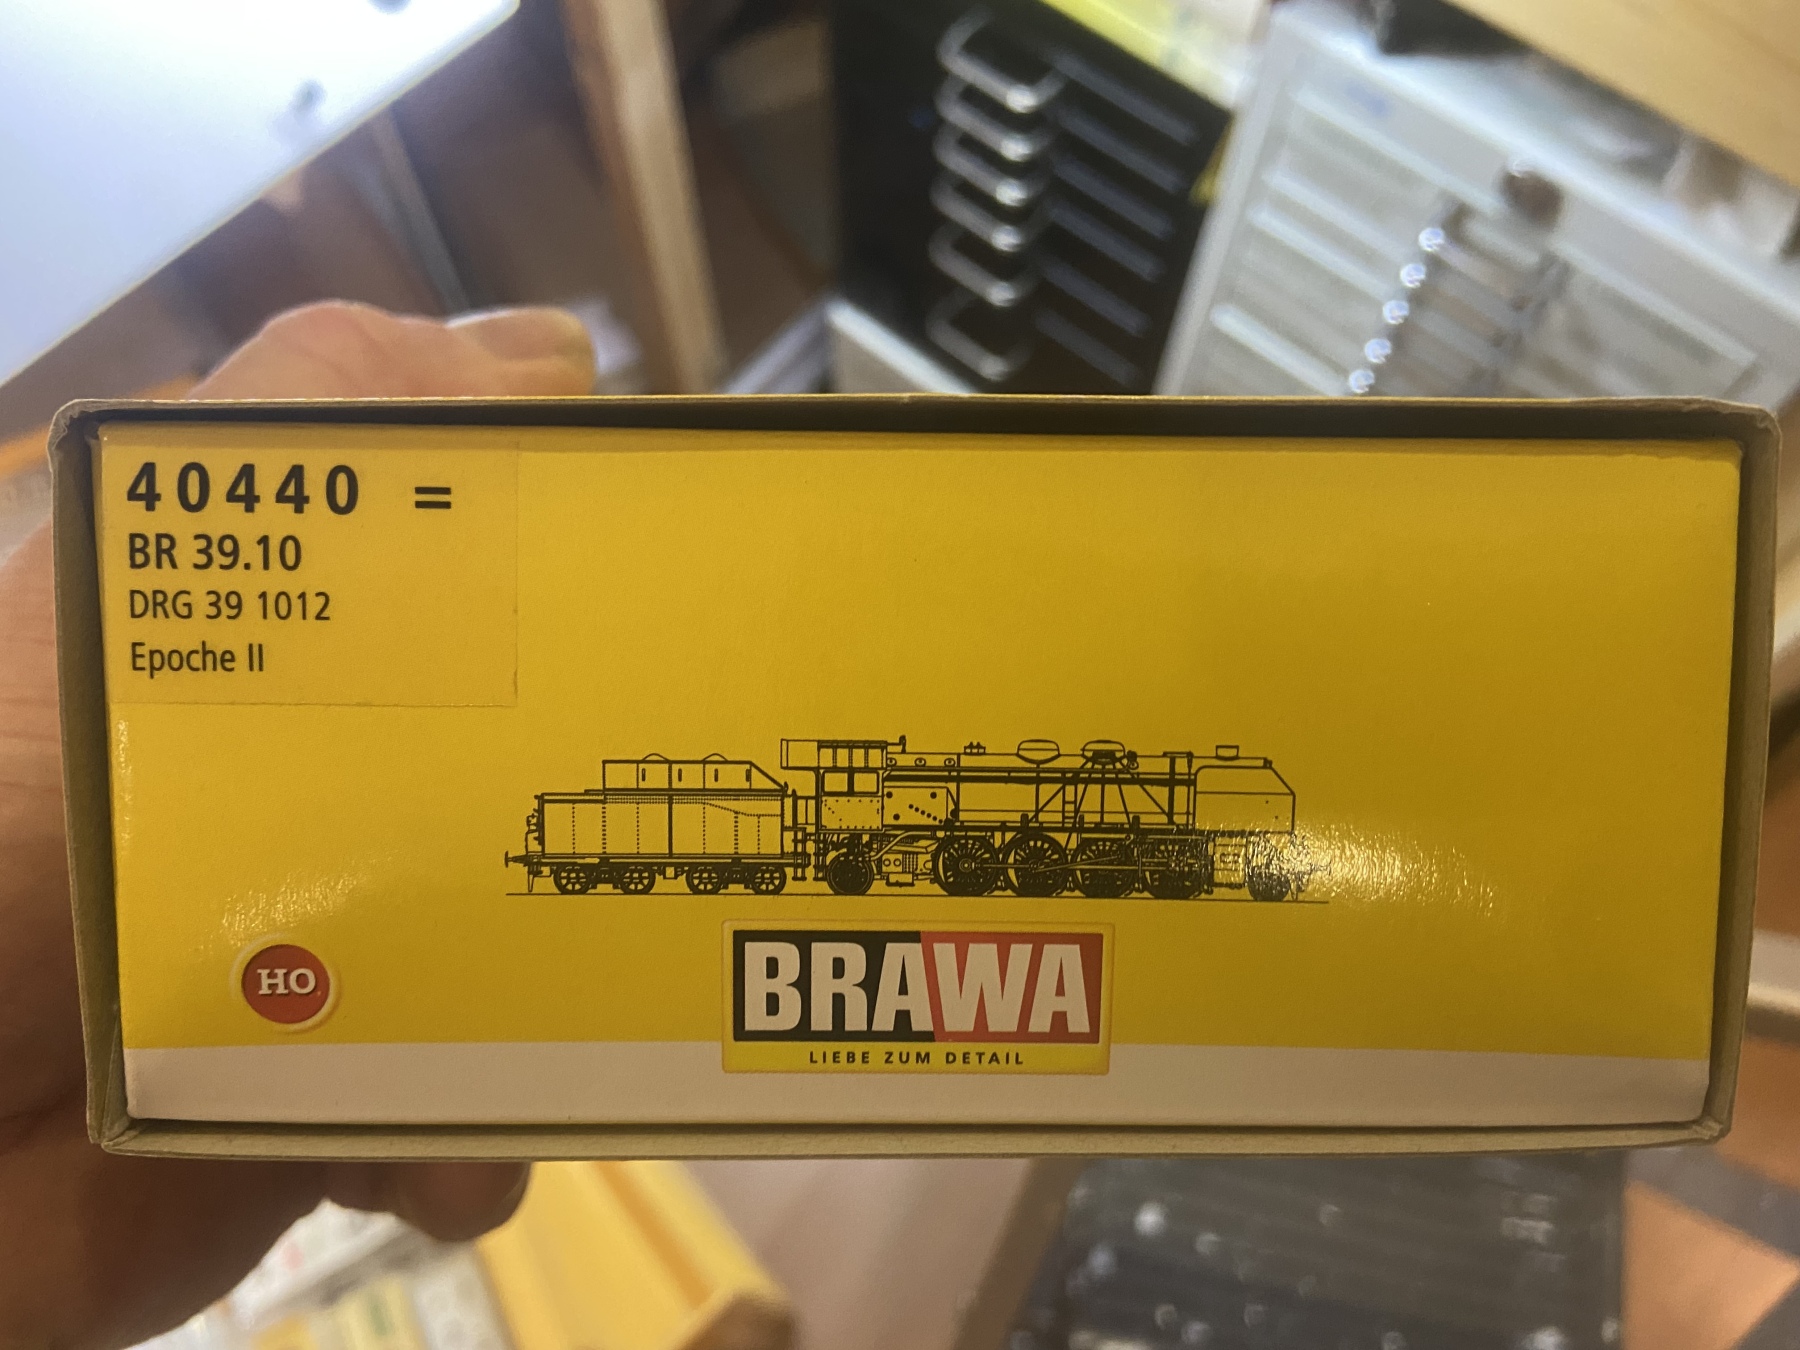 40440 =
BR 39.10
DRG 39 1012
Epoche II
HO
BRAWA
LIEBE ZUM DETAIL